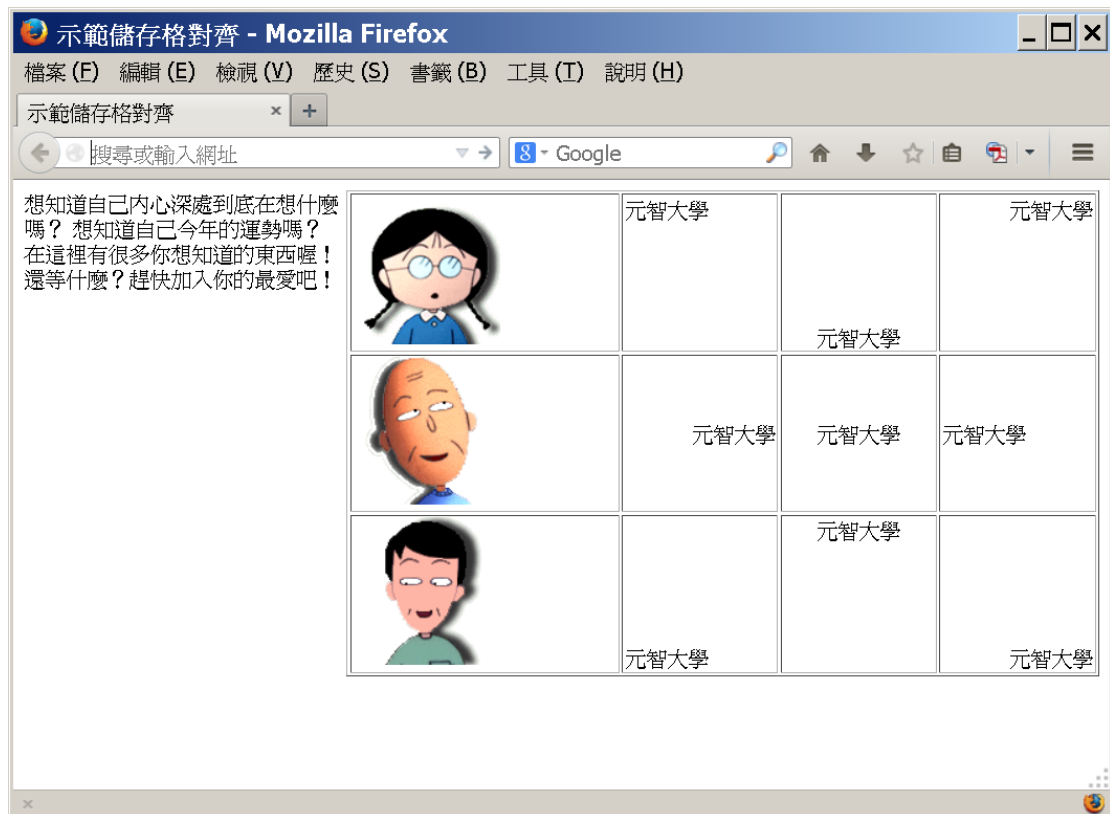 示範儲存格對齊 - Mozilla Firefox
檔案(F) 編輯(E) 檢視(V) 歷史(S) 書籤(B) 工具(T) 說明(H)
示範儲存格對齊 × +
搜尋或輸入網址 Google
想知道自己內心深處到底在想什麼
嗎？ 想知道自己今年的運勢嗎？
在這裡有很多你想知道的東西喔！
還等什麼？趕快加入你的最愛吧！
元智大學 元智大學 元智大學
元智大學 元智大學 元智大學
元智大學 元智大學 元智大學